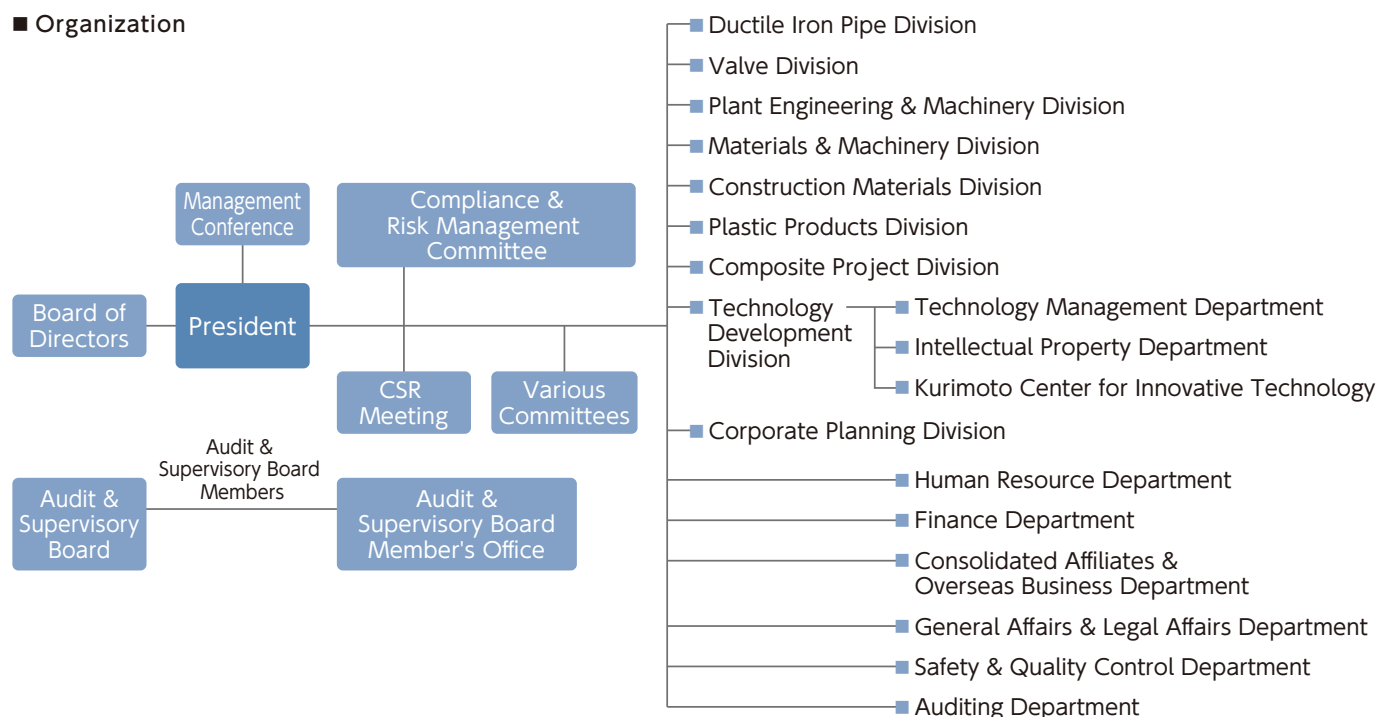 ■ Organization
Management
Conference
Compliance &
Risk Management
Committee
Board of
Directors
President
CSR
Meeting
Various
Committees
Audit &
Supervisory Board
Members
Audit &
Supervisory
Board
Audit &
Supervisory Board
Member's Office
Ductile Iron Pipe Division
Valve Division
Plant Engineering & Machinery Division
Materials & Machinery Division
Construction Materials Division
Plastic Products Division
Composite Project Division
Technology
Development
Division
Technology Management Department
Intellectual Property Department
Kurimoto Center for Innovative Technology
Corporate Planning Division
Human Resource Department
Finance Department
Consolidated Affiliates &
Overseas Business Department
General Affairs & Legal Affairs Department
Safety & Quality Control Department
Auditing Department